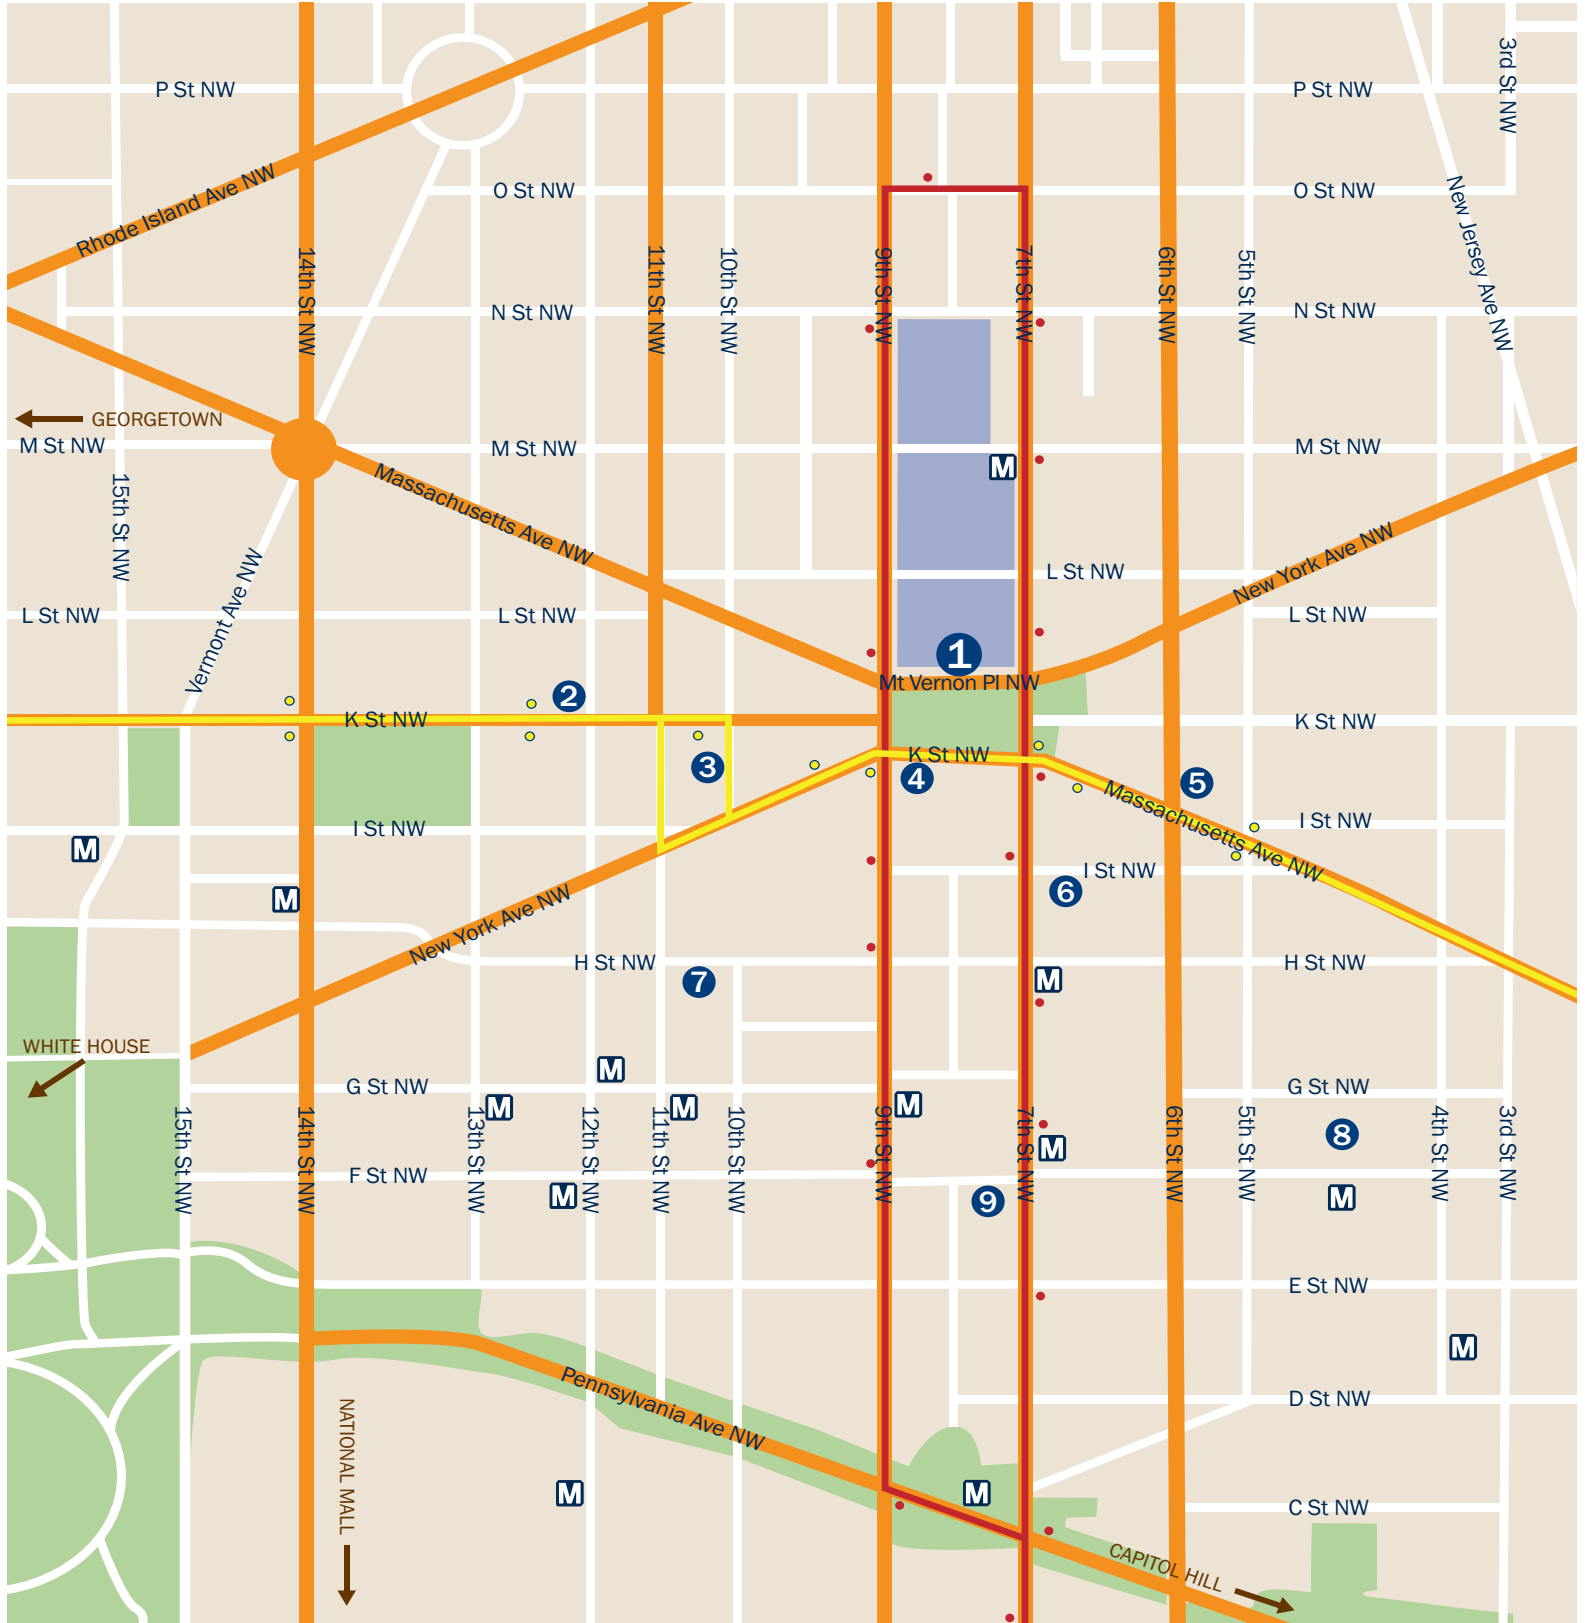 3rd St NW
P St NW
P St NW
Rhode Island Ave NW
O St NW
O St NW
New Jersey Ave NW
14th St NW
11th St NW
10th St NW
9th St NW
7th St NW
6th St NW
5th St NW
N St NW
N St NW
GEORGETOWN
M St NW
M St NW
M St NW
M
15th St NW
Massachusetts Ave NW
New York Ave NW
L St NW
Vermont Ave NW
L St NW
L St NW
L St NW
1
Mt Vernon Pl NW
2
K St NW
K St NW
K St NW
3
4
5
Massachusetts Ave NW
I St NW
I St NW
M
I St NW
6
M
New York Ave NW
H St NW
H St NW
7
M
WHITE HOUSE
M
G St NW
G St NW
M
M
M
15th St NW
14th St NW
13th St NW
12th St NW
11th St NW
10th St NW
9th St NW
7th St NW
6th St NW
5th St NW
4th St NW
3rd St NW
8
M
F St NW
M
9
M
E St NW
M
Pennsylvania Ave NW
D St NW
NATIONAL MALL
M
M
C St NW
CAPITOL HILL